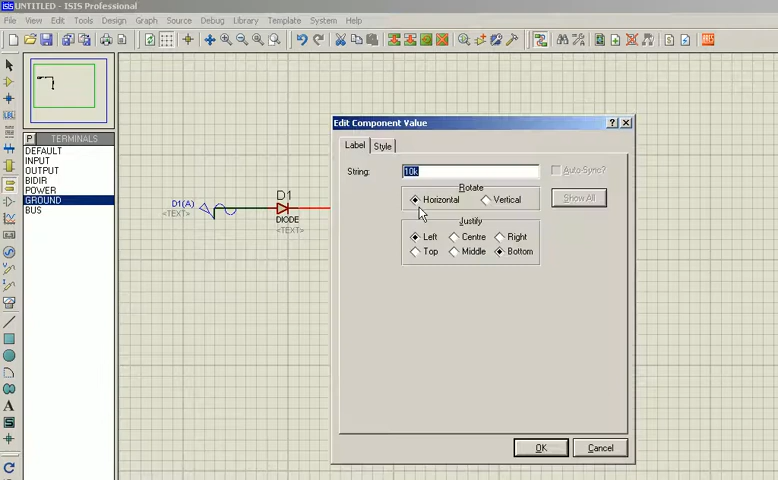 UNTITLED - ISIS Professional
File View Edit Tools Design Graph Source Debug Library Template System Help
P TERMINALS
DEFAULT
INPUT
OUTPUT
BIDIR
POWER
GROUND
BUS
D1(A)
<TEXT>
D1
DIODE
<TEXT>
Edit Component Value
Label Style
String: 10k Auto-Sync?
Rotate
Horizontal Vertical Show All
Justify
Left Centre Right
Top Middle Bottom
OK Cancel